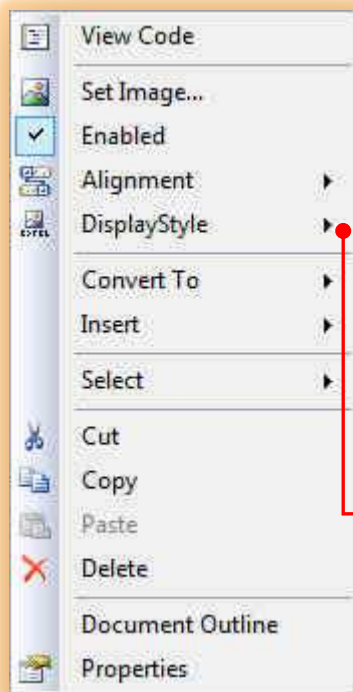 View Code
Set Image...
Enabled
Alignment
DisplayStyle
Convert To
Insert
Select
Cut
Copy
Paste
Delete
Document Outline
Properties